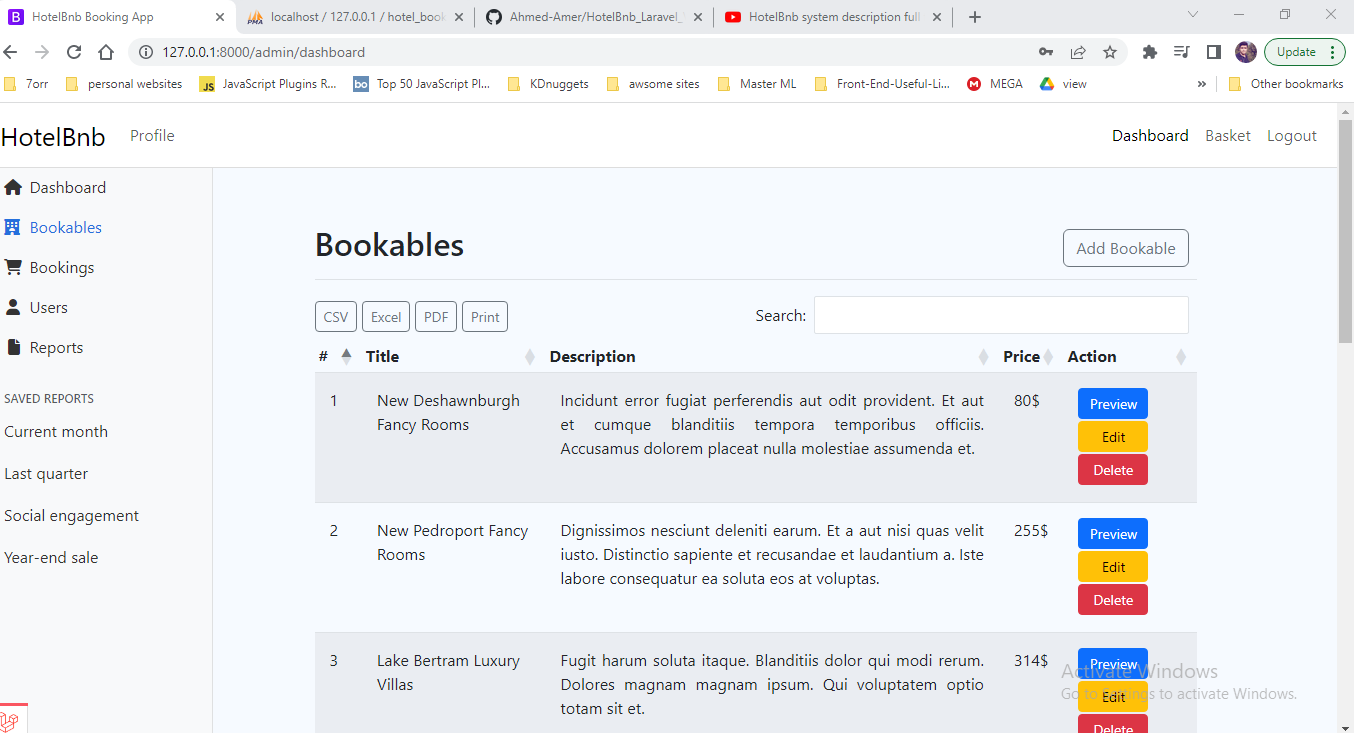 HotelBnb Booking App
localhost / 127.0.0.1 / hotel_book
Ahmed-Amer/HotelBnb_Laravel_
HotelBnb system description full
127.0.0.1:8000/admin/dashboard
Update
7orr
personal websites
JS
JavaScript Plugins R...
bo
Top 50 JavaScript Pl...
KDnuggets
awsome sites
Master ML
Front-End-Useful-Li...
M
MEGA
view
»
Other bookmarks
HotelBnb
Profile
Dashboard
Basket
Logout
Dashboard
Bookables
Bookings
Users
Reports
SAVED REPORTS
Current month
Last quarter
Social engagement
Year-end sale
Bookables
Add Bookable
CSV
Excel
PDF
Print
Search:
# Title Description Price Action
1
New Deshawnburgh
Fancy Rooms
Incidunt error fugiat perferendis aut odit provident. Et aut
et cumque blanditiis tempora temporibus officiis.
Accusamus dolorem placeat nulla molestiae assumenda et.
80$
Preview
Edit
Delete
2
New Pedroport Fancy
Rooms
Dignissimos nesciunt deleniti earum. Et a aut nisi quas velit
iusto. Distinctio sapiente et recusandae et laudantium a. Iste
labore consequatur ea soluta eos at voluptas.
255$
Preview
Edit
Delete
3
Lake Bertram Luxury
Villas
Fugit harum soluta itaque. Blanditiis dolor qui modi rerum.
Dolores magnam magnam ipsum. Qui voluptatem optio
totam sit et.
314$
Preview
Edit
Delete
Activate Windows
Go to Settings to activate Windows.